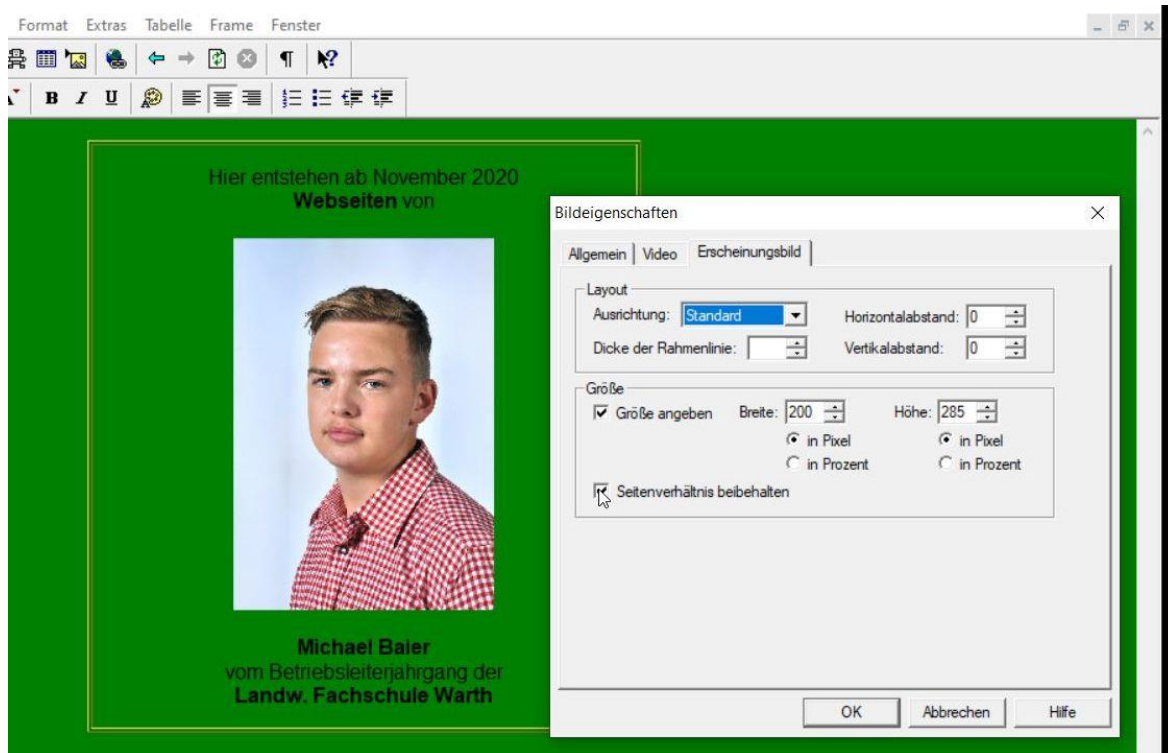 Format Extras Tabelle Frame Fenster
B I U
Hier entstehen ab November 2020
Webseiten von
Michael Baier
vom Betriebsleiterjahrgang der
Landw. Fachschule Warth
Bildeigenschaften
Allgemein Video Erscheinungsbild
Layout
Ausrichtung: Standard Horizontalabstand: 0
Dicke der Rahmenlinie: Vertikalabstand: 0
Größe
Größe angeben Breite: 200 Höhe: 285
in Pixel in Pixel
in Prozent in Prozent
Seitenverhältnis beibehalten
OK Abbrechen Hilfe